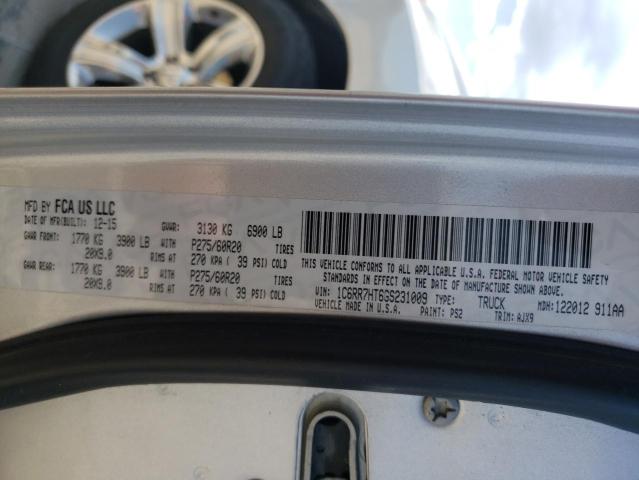 MFD BY FCA US LLC
DATE OF MFR(BUILT): 12-15 GVWR: 3130 KG 6900 LB
GAWR FRONT: 1770 KG 3900 LB WITH P275/60R20 TIRES
20X9.0 RIMS AT 270 KPA ( 39 PSI) COLD
GAWR REAR: 1770 KG 3900 LB WITH P275/60R20 TIRES
20X9.0 RIMS AT 270 KPA ( 39 PSI) COLD
THIS VEHICLE CONFORMS TO ALL APPLICABLE U.S.A. FEDERAL MOTOR VEHICLE SAFETY
STANDARDS IN EFFECT ON THE DATE OF MANUFACTURE SHOWN ABOVE.
VIN: 1C6RR7HT6GS231009 TYPE: TRUCK MDH: 122012 911AA
VEHICLE MADE IN U.S.A. PAINT: PS2 TRIM: AJX9